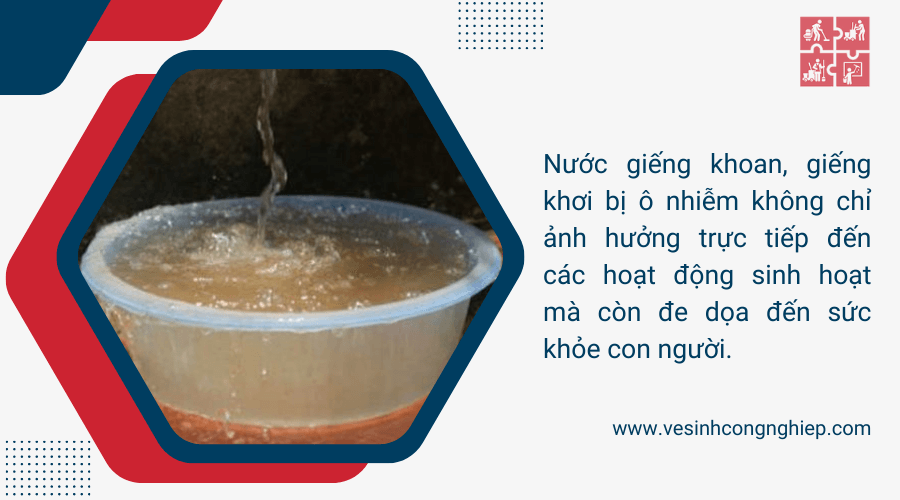 Nước giếng khoan, giếng
khơi bị ô nhiễm không chỉ
ảnh hưởng trực tiếp đến
các hoạt động sinh hoạt
mà còn đe dọa đến sức
khỏe con người.
www.vesinhcongnghiep.com